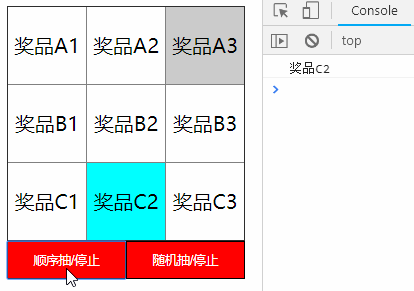 Console
top
奖品A1 奖品A2 奖品A3
奖品C2
奖品B1 奖品B2 奖品B3
奖品C1 奖品C2 奖品C3
顺序抽/停止 随机抽/停止